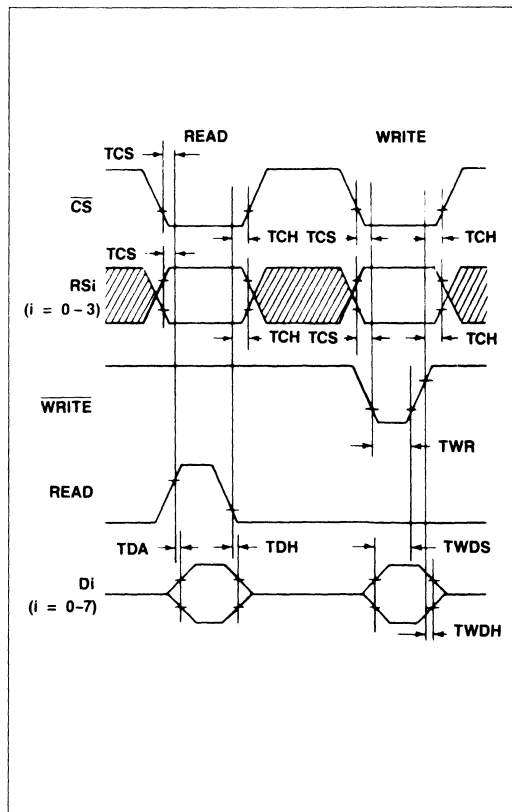 READ WRITE
TCS
CS
TCH TCS TCH
TCS
RSi
(i = 0 – 3)
TCH TCS TCH
WRITE
TWR
READ
TDA TDH TWDS
Di
(i = 0–7)
TWDH